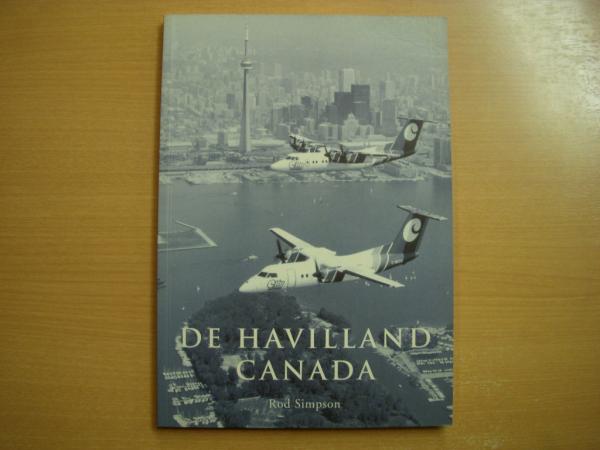 DE HAVILLAND
CANADA
Rod Simpson